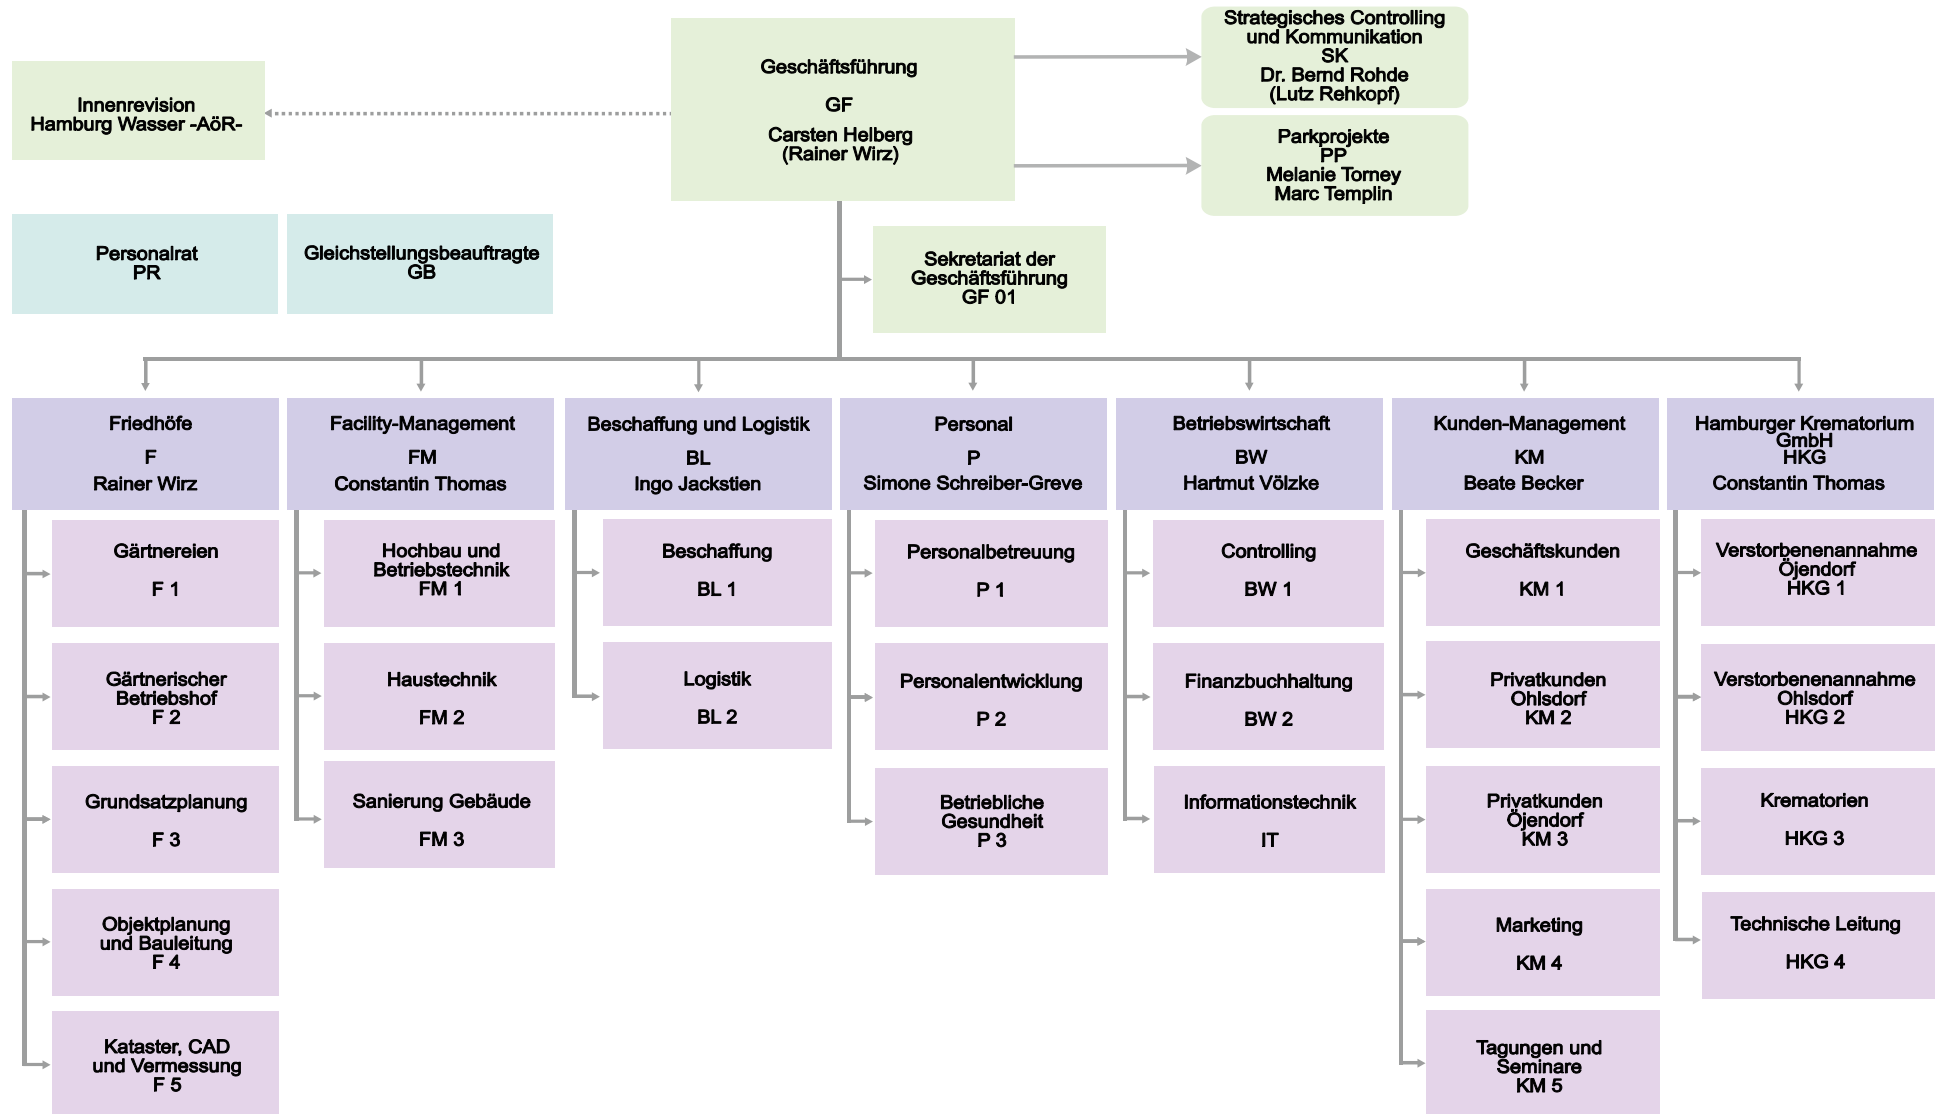 Innenrevision
Hamburg Wasser -AöR-
Geschäftsführung
GF
Carsten Helberg
(Rainer Wirz)
Strategisches Controlling
und Kommunikation
SK
Dr. Bernd Rohde
(Lutz Rehkopf)
Parkprojekte
PP
Melanie Torney
Marc Templin
Personalrat
PR
Gleichstellungsbeauftragte
GB
Sekretariat der
Geschäftsführung
GF 01
Friedhöfe
F
Rainer Wirz
Gärtnereien
F 1
Gärtnerischer
Betriebshof
F 2
Grundsatzplanung
F 3
Objektplanung
und Bauleitung
F 4
Kataster, CAD
und Vermessung
F 5
Facility-Management
FM
Constantin Thomas
Hochbau und
Betriebstechnik
FM 1
Haustechnik
FM 2
Sanierung Gebäude
FM 3
Beschaffung und Logistik
BL
Ingo Jackstien
Beschaffung
BL 1
Logistik
BL 2
Personal
P
Simone Schreiber-Greve
Personalbetreuung
P 1
Personalentwicklung
P 2
Betriebliche
Gesundheit
P 3
Betriebswirtschaft
BW
Hartmut Völzke
Controlling
BW 1
Finanzbuchhaltung
BW 2
Informationstechnik
IT
Kunden-Management
KM
Beate Becker
Geschäftskunden
KM 1
Privatkunden
Ohlsdorf
KM 2
Privatkunden
Öjendorf
KM 3
Marketing
KM 4
Tagungen und
Seminare
KM 5
Hamburger Krematorium
GmbH
HKG
Constantin Thomas
Verstorbenenannahme
Öjendorf
HKG 1
Verstorbenenannahme
Ohlsdorf
HKG 2
Krematorien
HKG 3
Technische Leitung
HKG 4